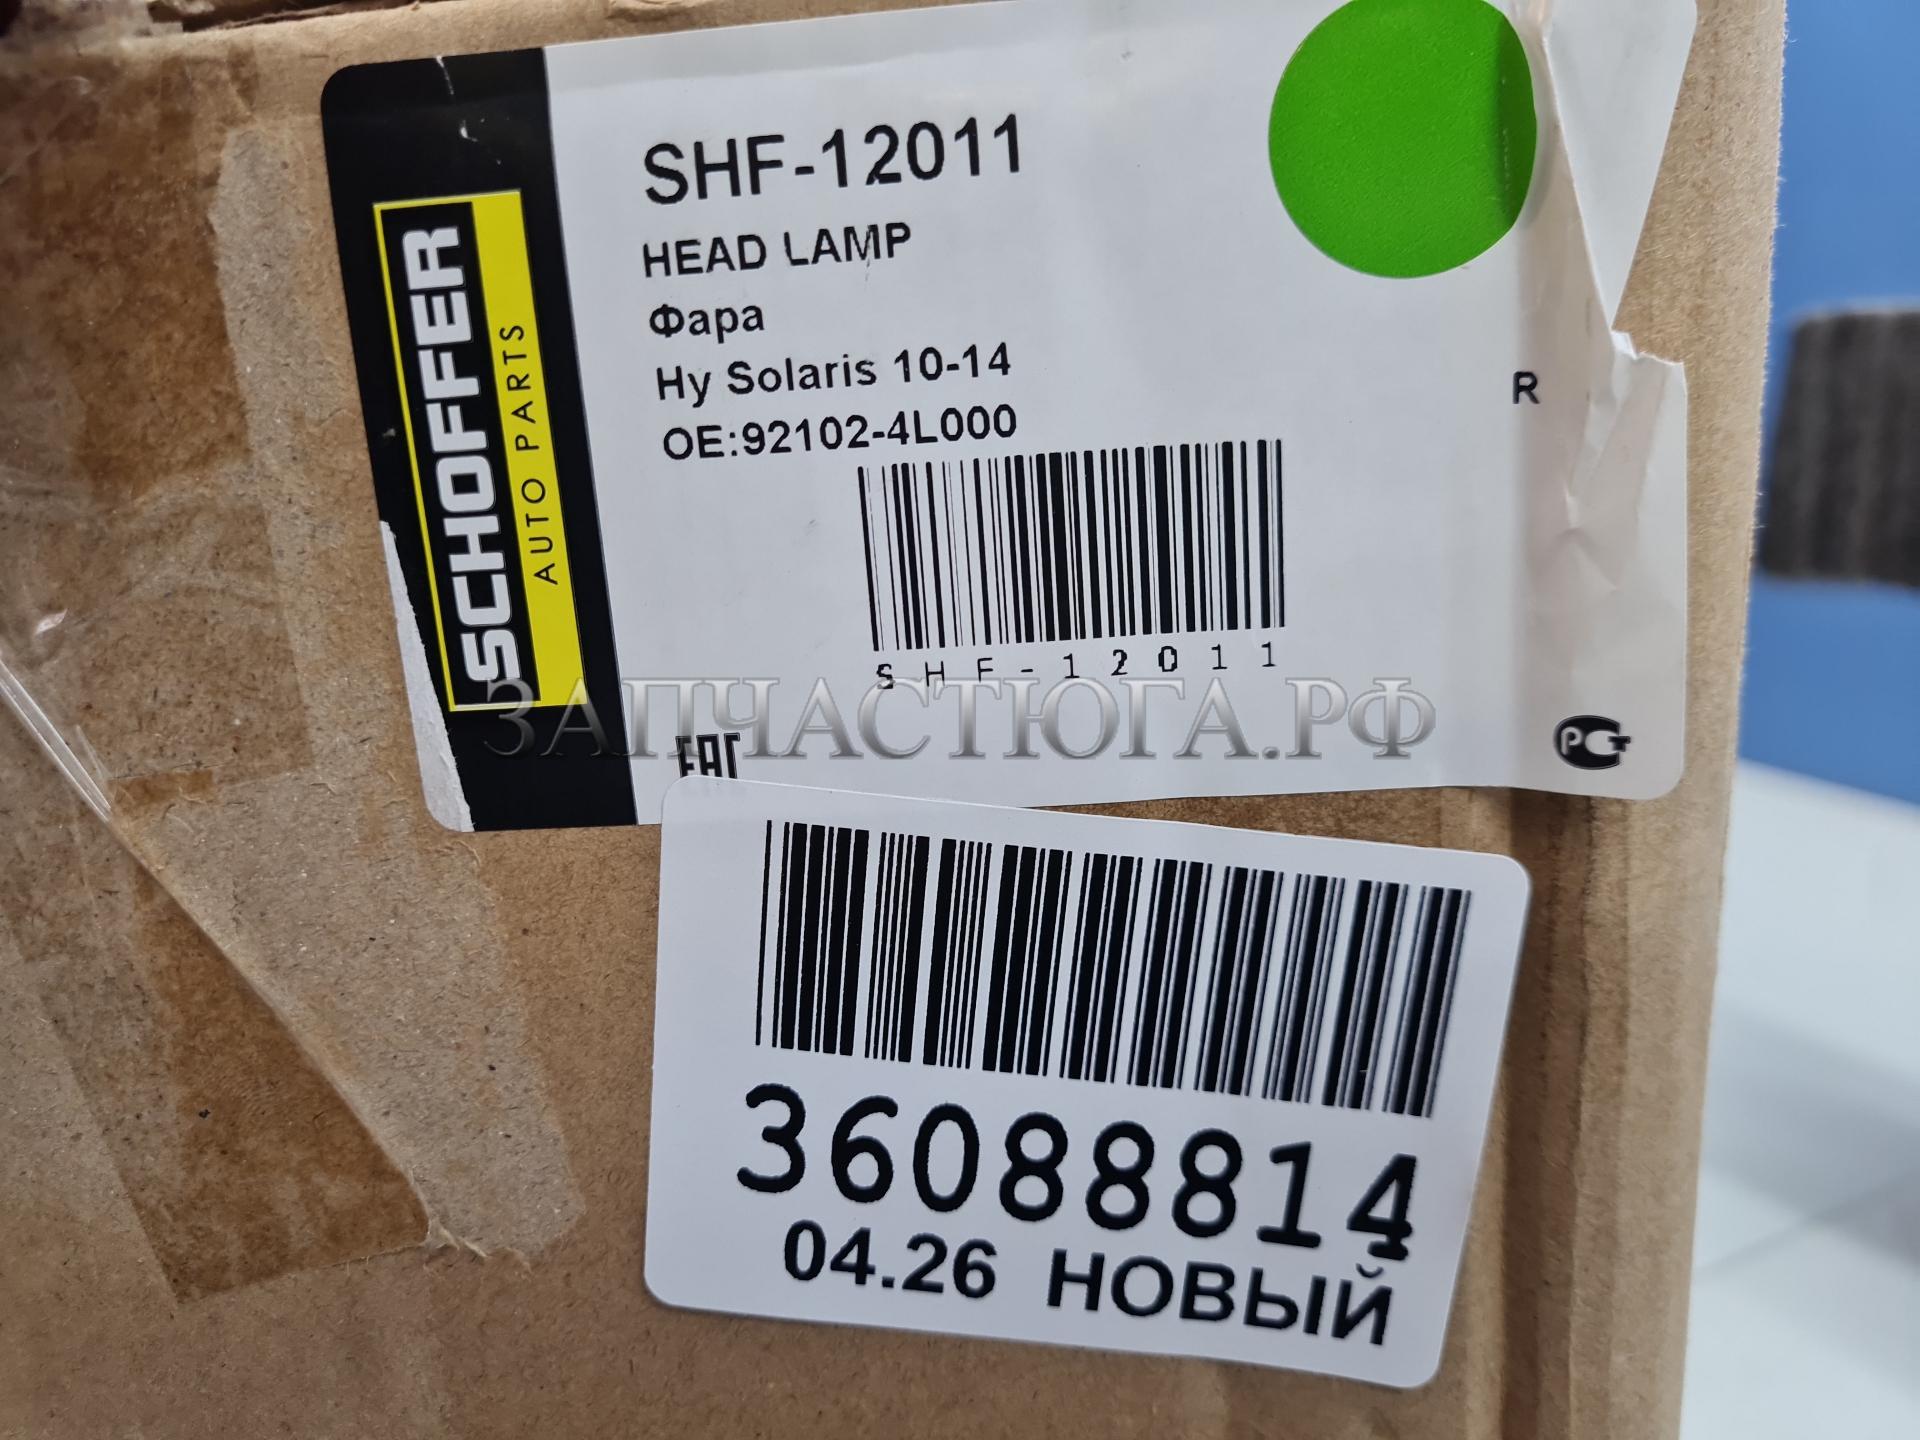 SCHOFFER
AUTO PARTS
SHF-12011
HEAD LAMP
Фара
Hy Solaris 10-14
R
OE:92102-4L000
SHF-12011
ЗАПЧАСТЮГА.РФ
EAC
РСТ
36088814
04.26 НОВЫЙ